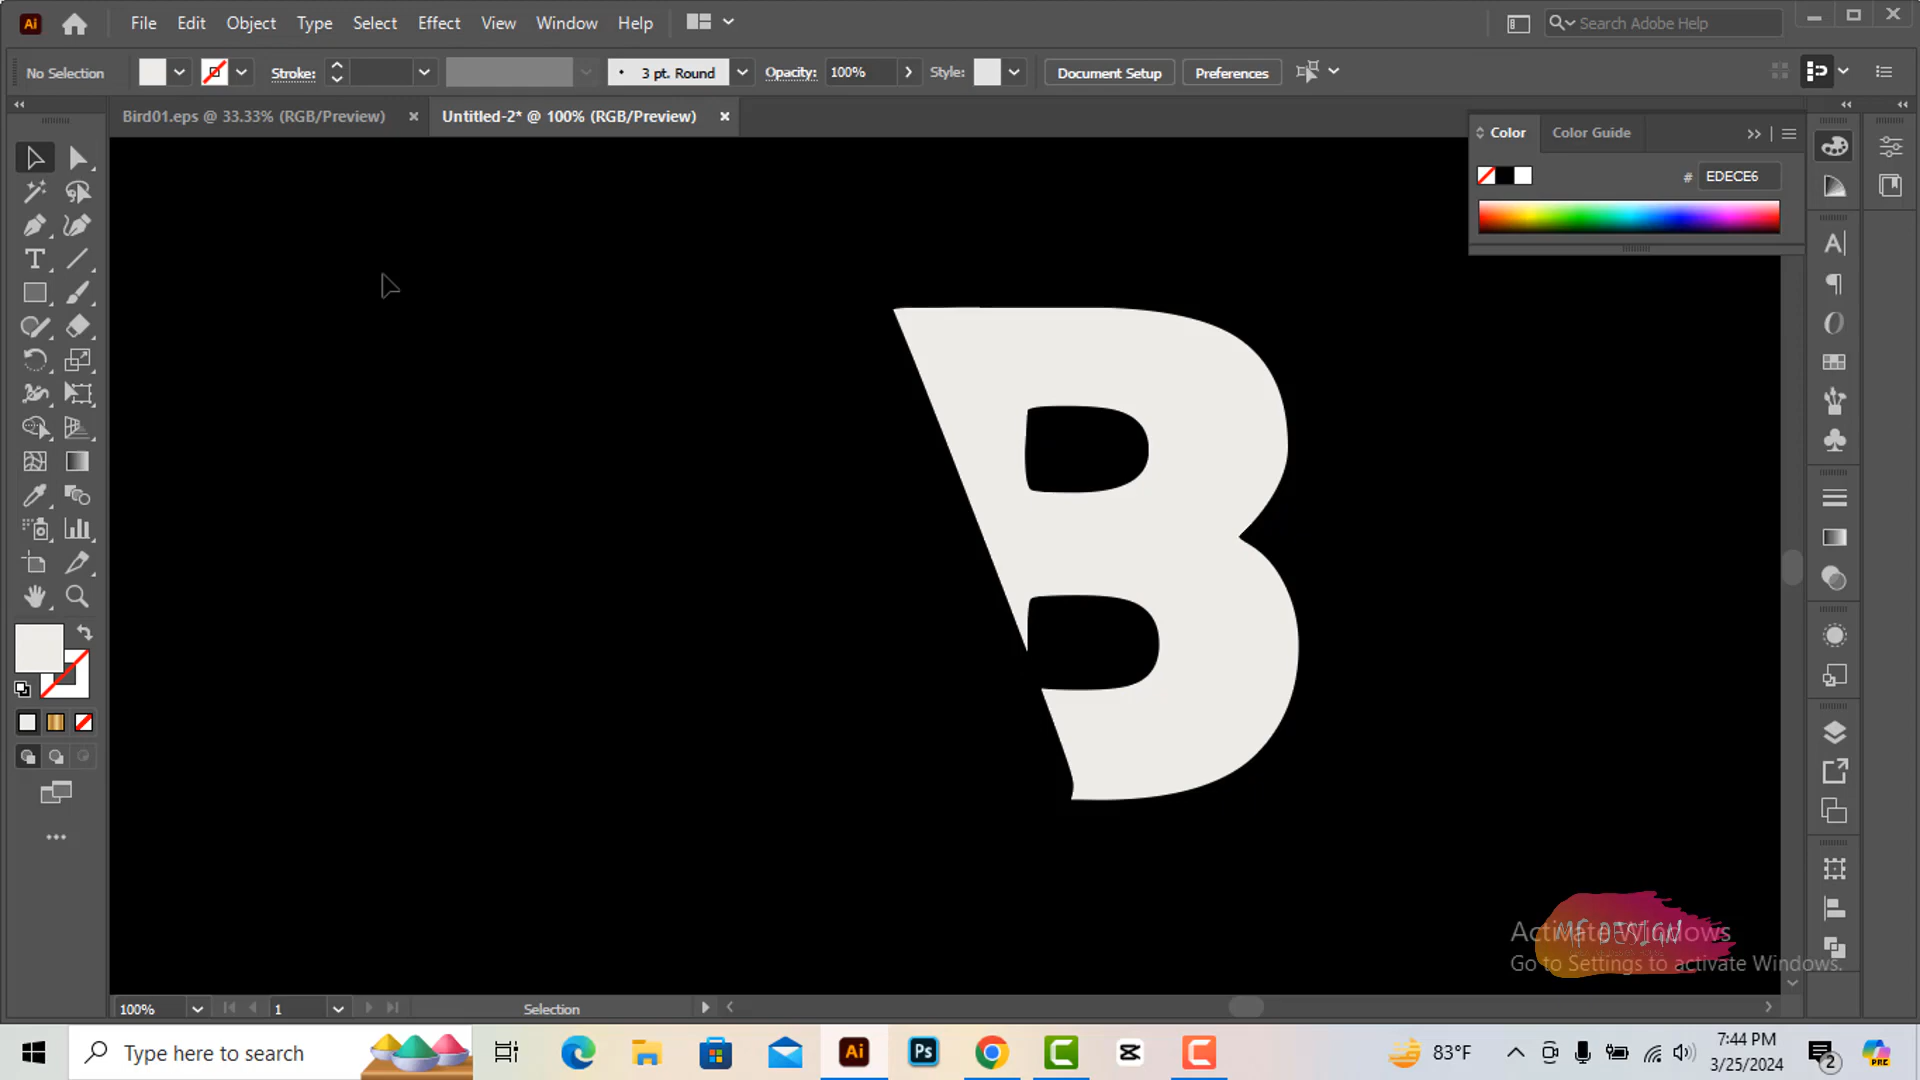 File Edit Object Type Select Effect View Window Help Search Adobe Help
No Selection Stroke: 3 pt. Round Opacity: 100% Style: Document Setup Preferences
Bird01.eps @ 33.33% (RGB/Preview) Untitled-2* @ 100% (RGB/Preview)
Color Color Guide
# EDECE6
B
MF DESIGN
Activate Windows
Go to Settings to activate Windows.
100% 1 Selection
Type here to search
83°F
7:44 PM
3/25/2024
2